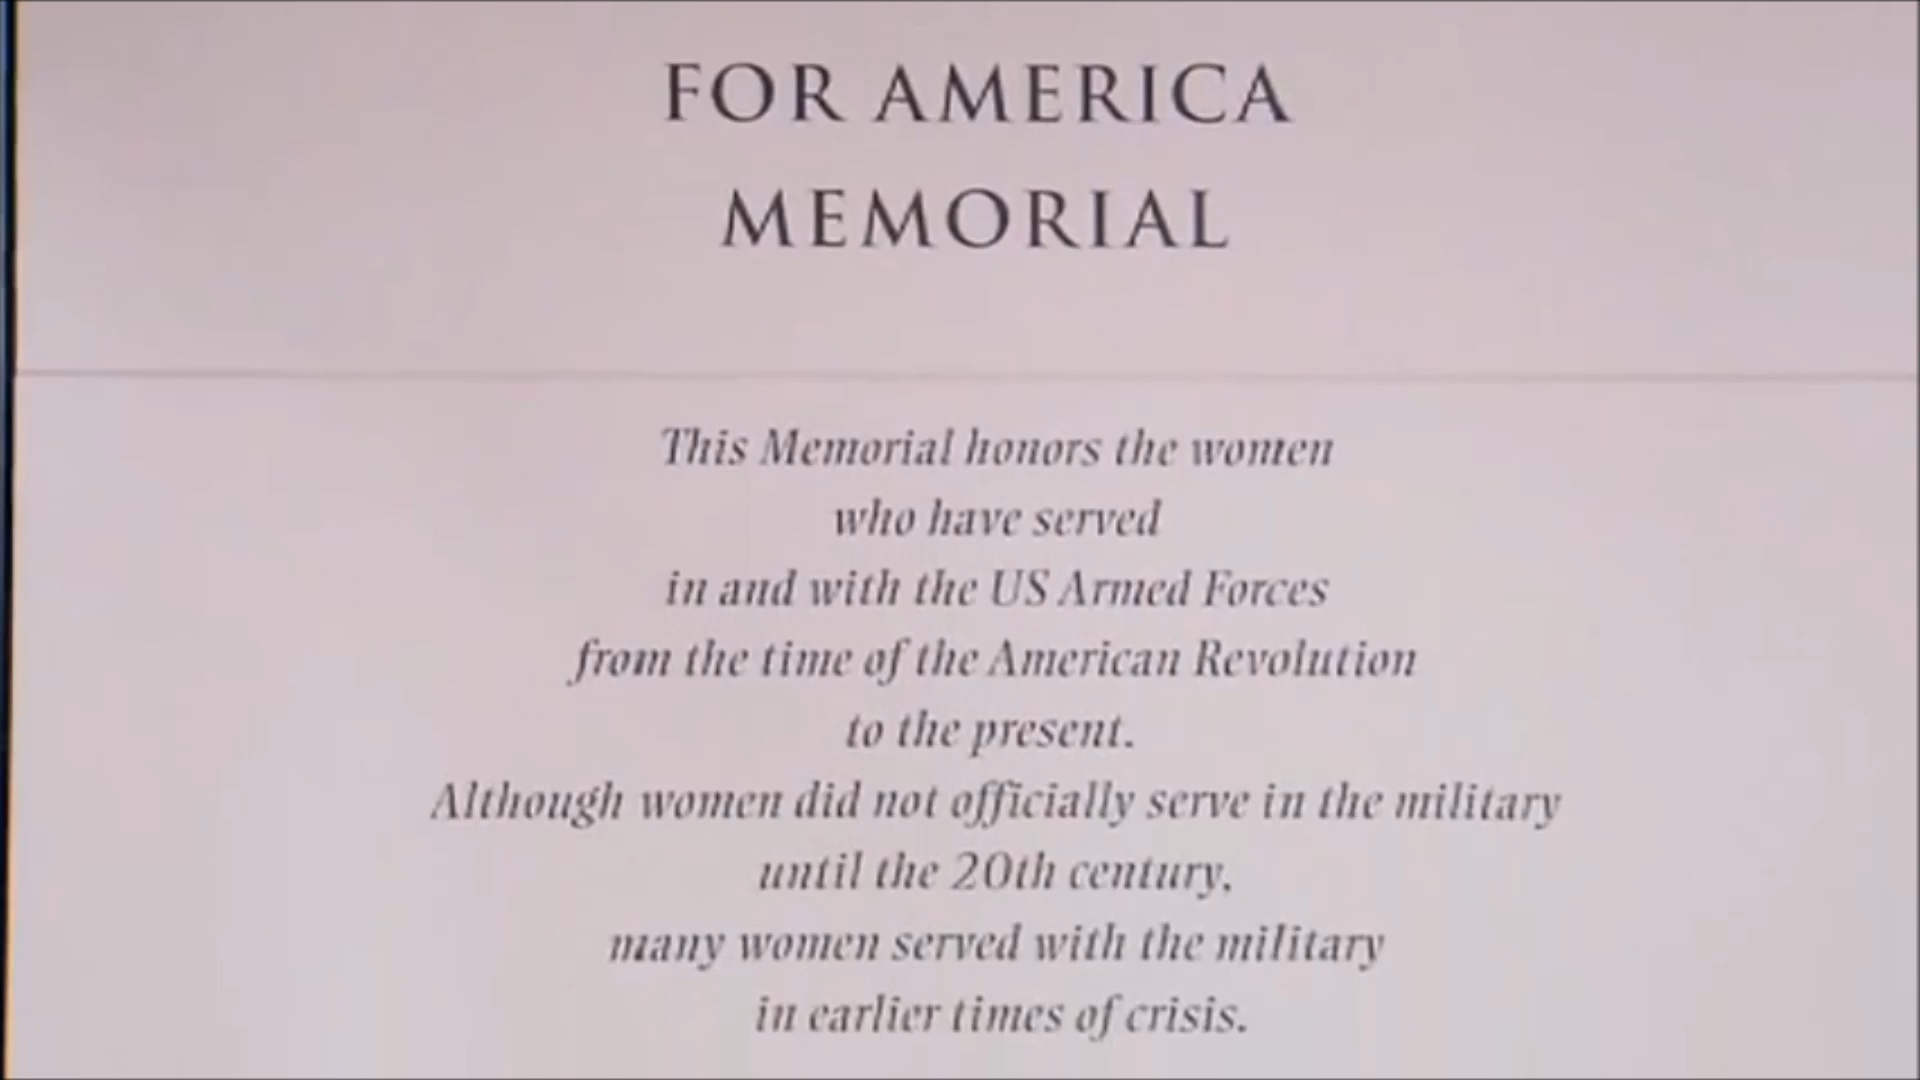 FOR AMERICA
MEMORIAL
This Memorial honors the women
who have served
in and with the US Armed Forces
from the time of the American Revolution
to the present.
Although women did not officially serve in the military
until the 20th century,
many women served with the military
in earlier times of crisis.